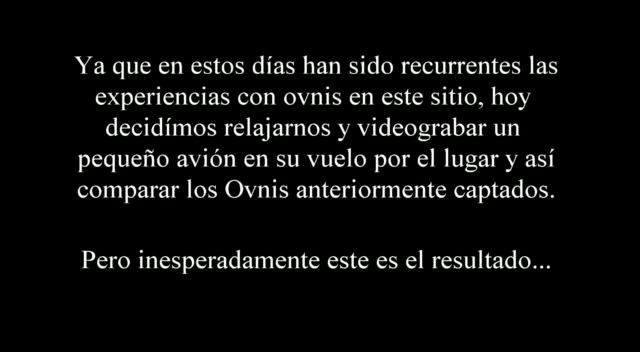 Ya que en estos días han sido recurrentes las
experiencias con ovnis en este sitio, hoy
decidímos relajarnos y videograbar un
pequeño avión en su vuelo por el lugar y así
comparar los Ovnis anteriormente captados.
Pero inesperadamente este es el resultado...